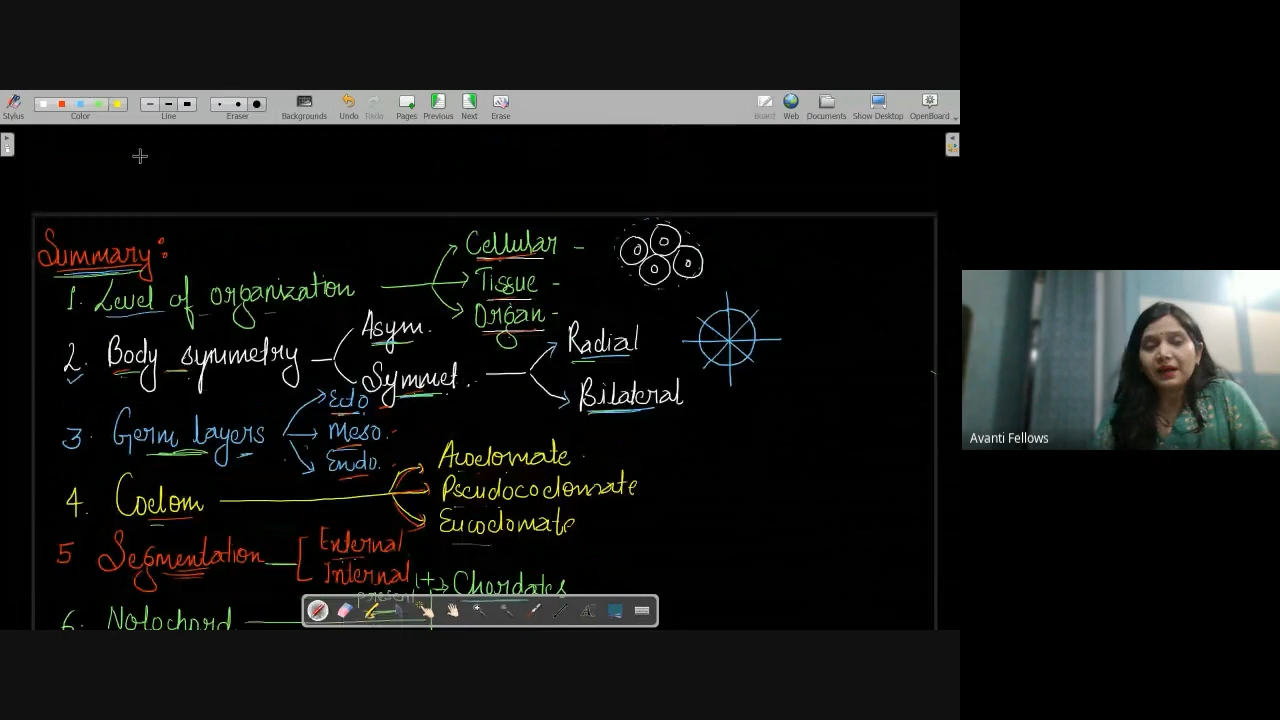 Stylus Color Line Eraser Backgrounds Undo Redo Pages Previous Next Erase Board Web Documents Show Desktop OpenBoard
Summary:
1. Level of organization
Cellular -
Tissue -
Organ -
2. Body symmetry
Asym.
Symmet.
Radial
Bilateral
3. Germ layers
Ecto
Meso.
Endo.
4. Coelom
Acoelomate
Pseudocoelomate
Eucoelomate
5 Segmentation
External
Internal
present
(+ Chordates
6. Notochord
Avanti Fellows